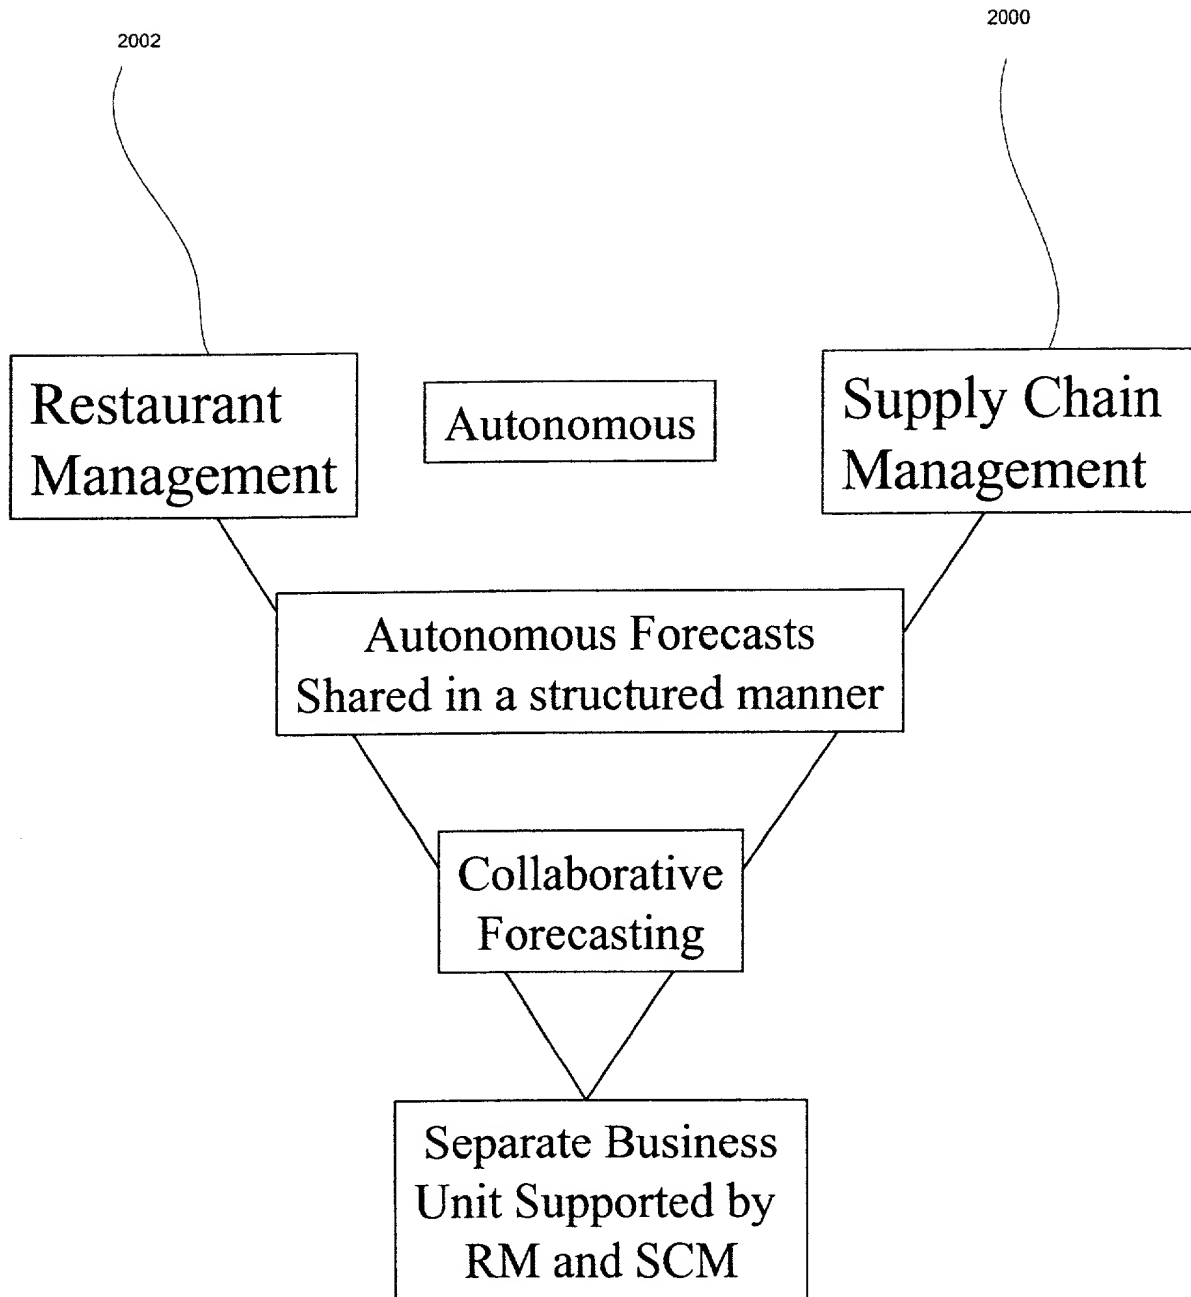 2002
2000
Restaurant
Management
Autonomous
Supply Chain
Management
Autonomous Forecasts
Shared in a structured manner
Collaborative
Forecasting
Separate Business
Unit Supported by
RM and SCM